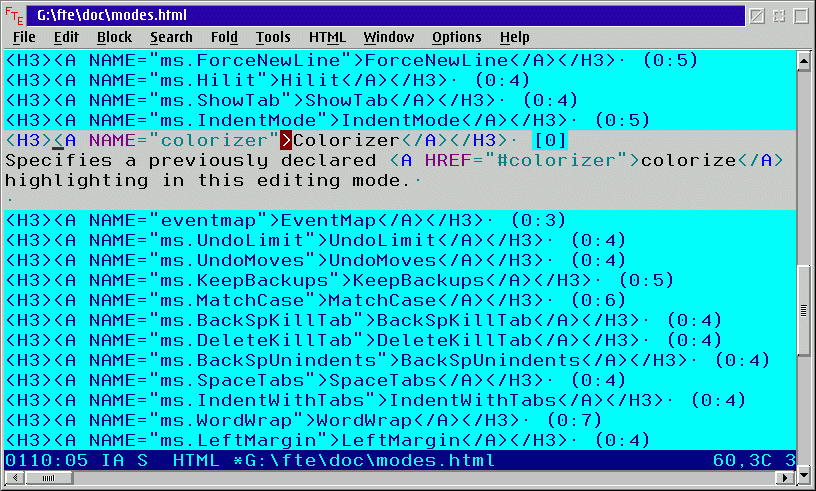 FTE G:\fte\doc\modes.html
File Edit Block Search Fold Tools HTML Window Options Help
<H3><A NAME="ms.ForceNewLine">ForceNewLine</A></H3>· (0:5)
<H3><A NAME="ms.Hilit">Hilit</A></H3>· (0:4)
<H3><A NAME="ms.ShowTab">ShowTab</A></H3>· (0:4)
<H3><A NAME="ms.IndentMode">IndentMode</A></H3>· (0:5)
<H3><A NAME="colorizer">Colorizer</A></H3>· [0]
Specifies a previously declared <A HREF="#colorizer">colorize</A>
highlighting in this editing mode.·
·
<H3><A NAME="eventmap">EventMap</A></H3>· (0:3)
<H3><A NAME="ms.UndoLimit">UndoLimit</A></H3>· (0:4)
<H3><A NAME="ms.UndoMoves">UndoMoves</A></H3>· (0:4)
<H3><A NAME="ms.KeepBackups">KeepBackups</A></H3>· (0:5)
<H3><A NAME="ms.MatchCase">MatchCase</A></H3>· (0:6)
<H3><A NAME="ms.BackSpKillTab">BackSpKillTab</A></H3>· (0:4)
<H3><A NAME="ms.DeleteKillTab">DeleteKillTab</A></H3>· (0:4)
<H3><A NAME="ms.BackSpUnindents">BackSpUnindents</A></H3>· (0:4)
<H3><A NAME="ms.SpaceTabs">SpaceTabs</A></H3>· (0:4)
<H3><A NAME="ms.IndentWithTabs">IndentWithTabs</A></H3>· (0:4)
<H3><A NAME="ms.WordWrap">WordWrap</A></H3>· (0:7)
<H3><A NAME="ms.LeftMargin">LeftMargin</A></H3>· (0:4)
0110:05 IA S HTML *G:\fte\doc\modes.html 60,3C 3